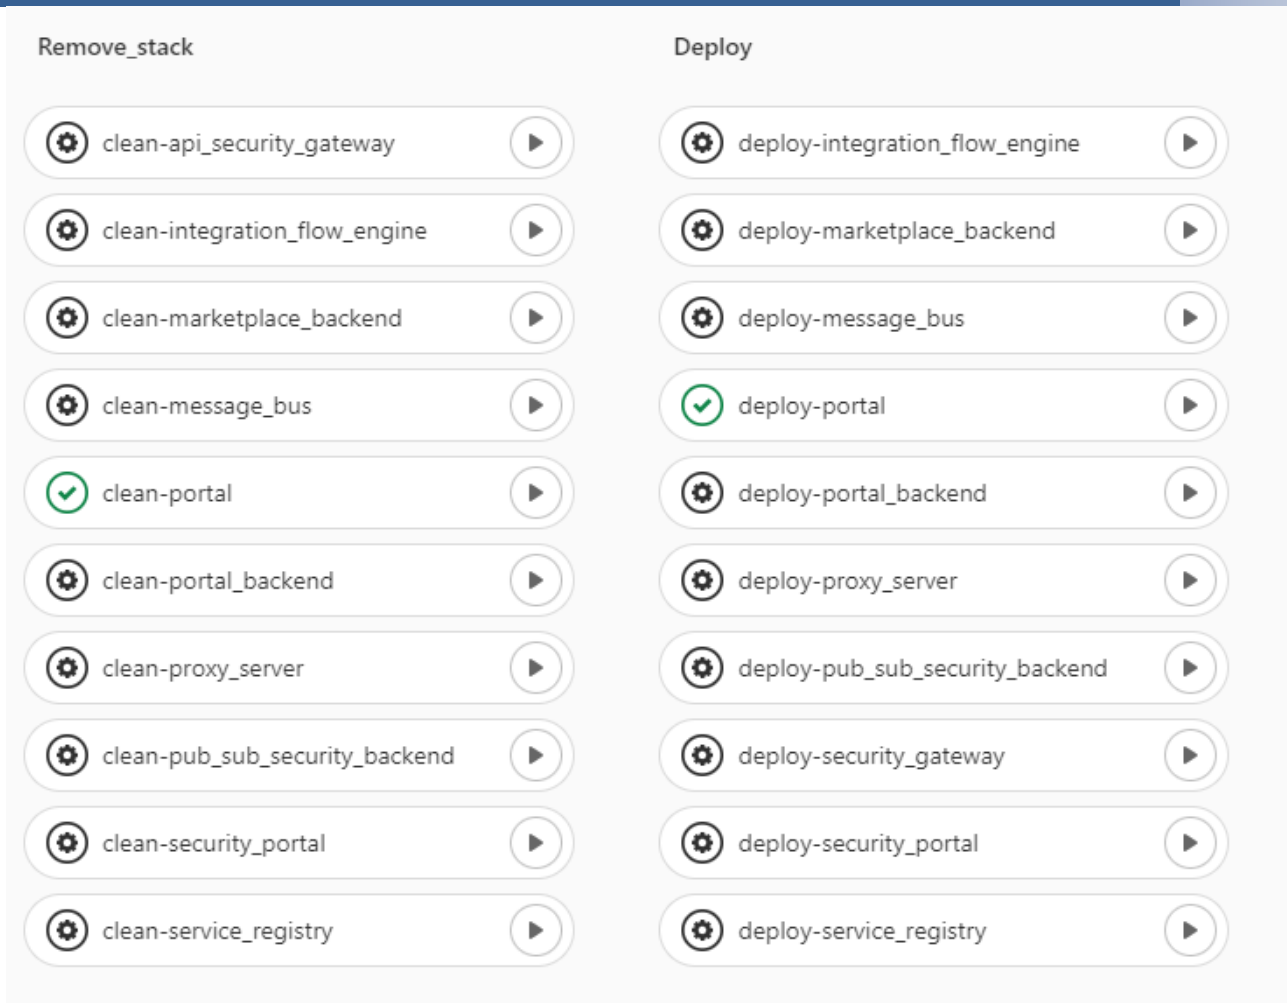 Remove_stack
clean-api_security_gateway
clean-integration_flow_engine
clean-marketplace_backend
clean-message_bus
clean-portal
clean-portal_backend
clean-proxy_server
clean-pub_sub_security_backend
clean-security_portal
clean-service_registry
Deploy
deploy-integration_flow_engine
deploy-marketplace_backend
deploy-message_bus
deploy-portal
deploy-portal_backend
deploy-proxy_server
deploy-pub_sub_security_backend
deploy-security_gateway
deploy-security_portal
deploy-service_registry